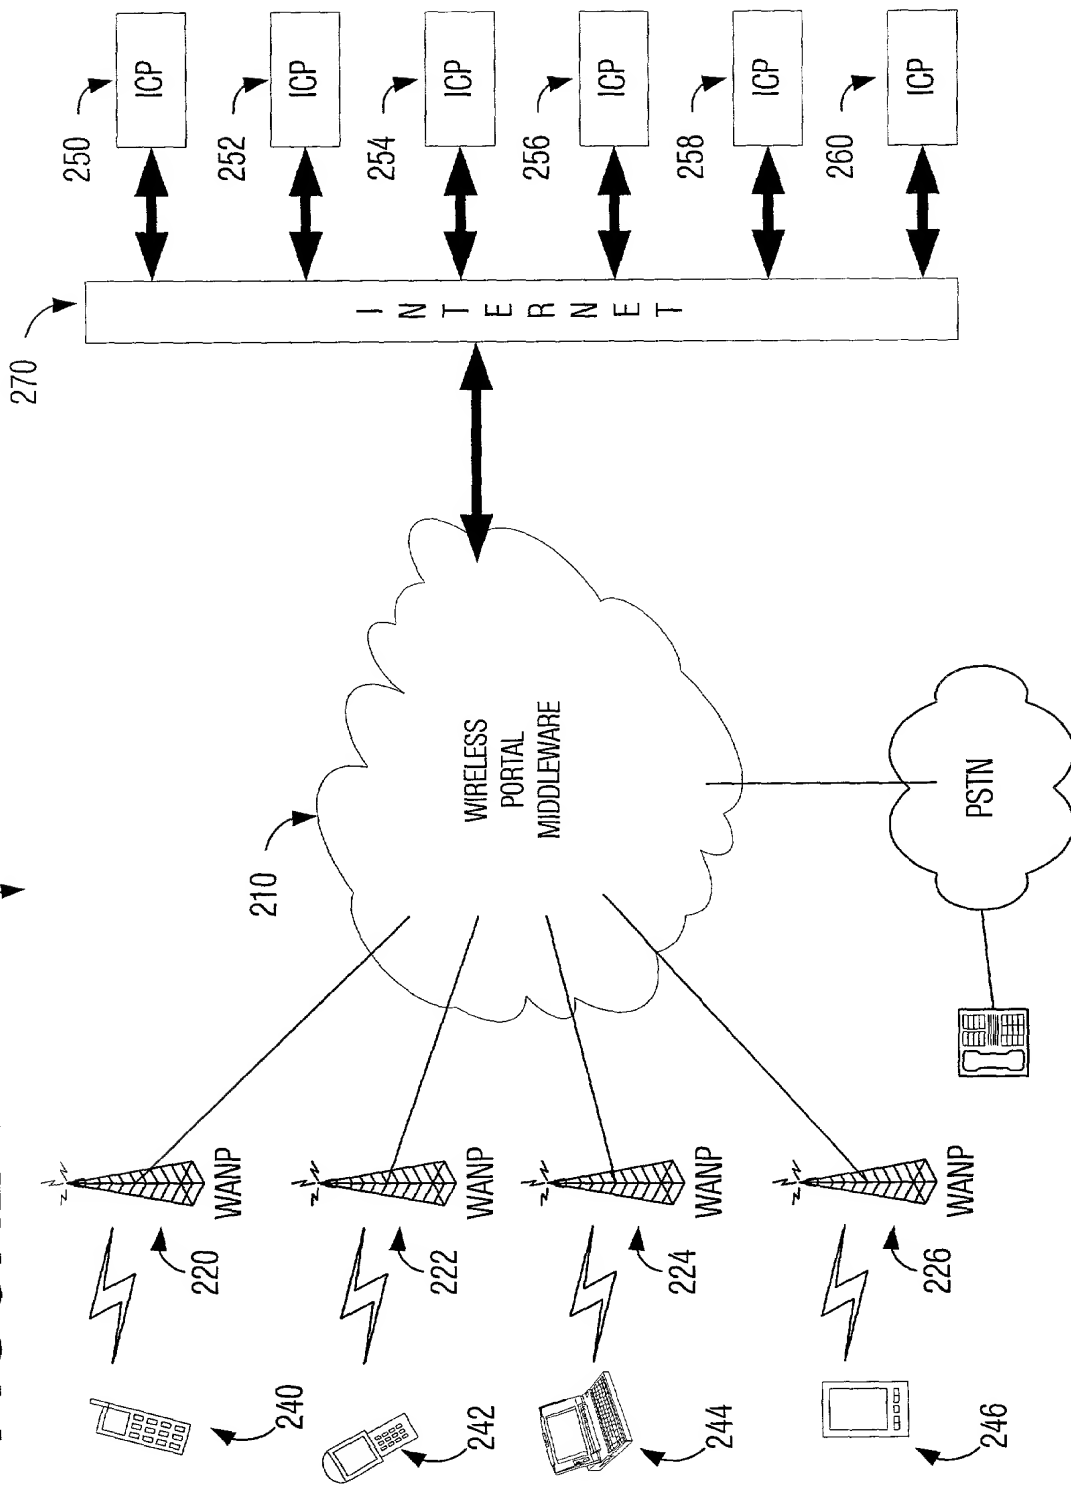 240
242
244
246
220
WANP
222
WANP
224
WANP
226
WANP
210
WIRELESS
PORTAL
MIDDLEWARE
PSTN
270
INTERNET
250
ICP
252
ICP
254
ICP
256
ICP
258
ICP
260
ICP